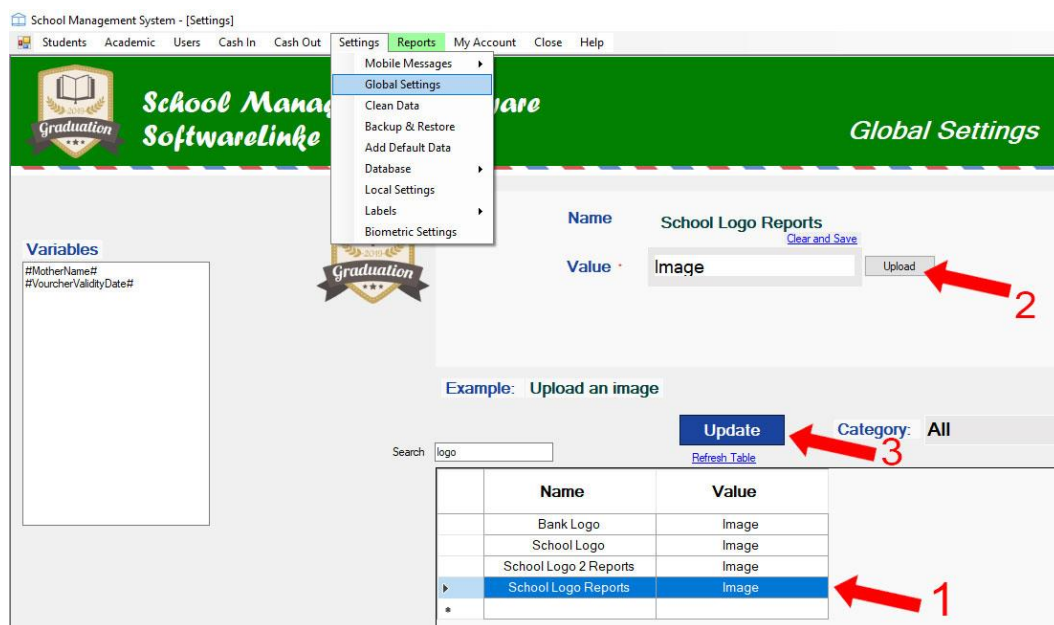 School Management System - [Settings]
Students Academic Users Cash In Cash Out Settings Reports My Account Close Help
Mobile Messages
Global Settings
Clean Data
Backup & Restore
Add Default Data
Database
Local Settings
Labels
Biometric Settings
2019
Graduation
School Manag
ware
SoftwareLinke
Global Settings
Variables
#MotherName#
#VourcherValidityDate#
2019
Graduation
Name School Logo Reports
Clear and Save
Value * Image Upload
2
Example: Upload an image
Update Category: All
3
Search logo
Refresh Table
Name Value
Bank Logo Image
School Logo Image
School Logo 2 Reports Image
School Logo Reports Image
1
*